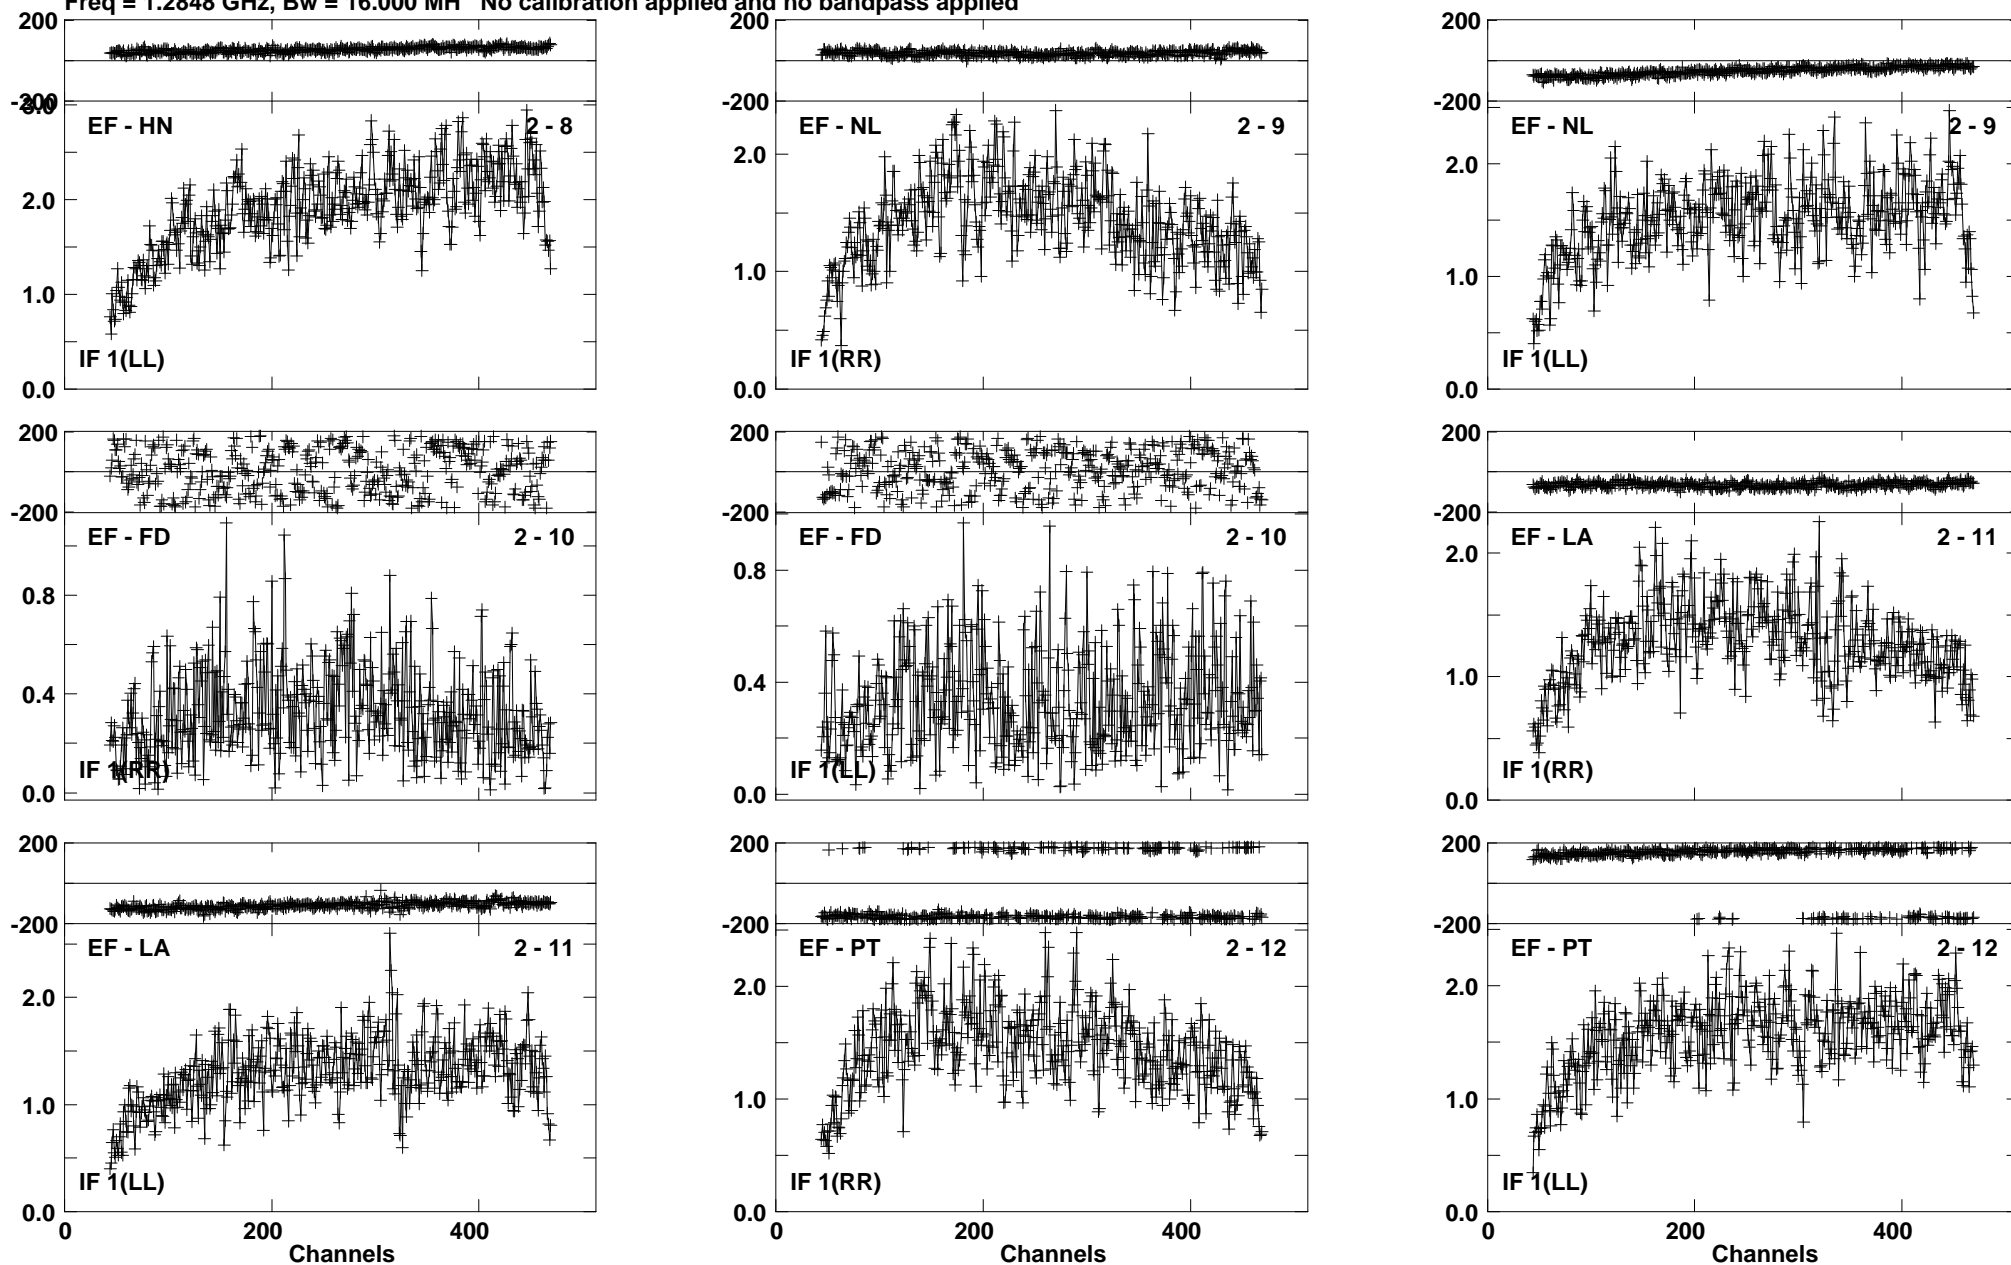 Freq = 1.2848 GHz, Bw = 16.000 MH No calibration applied and no bandpass applied
200
-200
3.0
2.0
1.0
0.0
EF - HN
2 - 8
IF 1(LL)
-200
2.0
1.0
0.0
200
EF - NL
2 - 9
IF 1(RR)
200
-200
2.0
1.0
0.0
EF - NL
2 - 9
IF 1(LL)
200
-200
0.8
0.4
0.0
EF - FD
2 - 10
IF 1(RR)
200
-200
0.8
0.4
0.0
EF - FD
2 - 10
IF 1(LL)
200
-200
2.0
1.0
0.0
EF - LA
2 - 11
IF 1(RR)
200
-200
2.0
1.0
0.0
EF - LA
2 - 11
IF 1(LL)
0
200
400
Channels
200
-200
2.0
1.0
0.0
EF - PT
2 - 12
IF 1(RR)
200
-200
2.0
1.0
0.0
EF - PT
2 - 12
IF 1(LL)
0
200
400
Channels